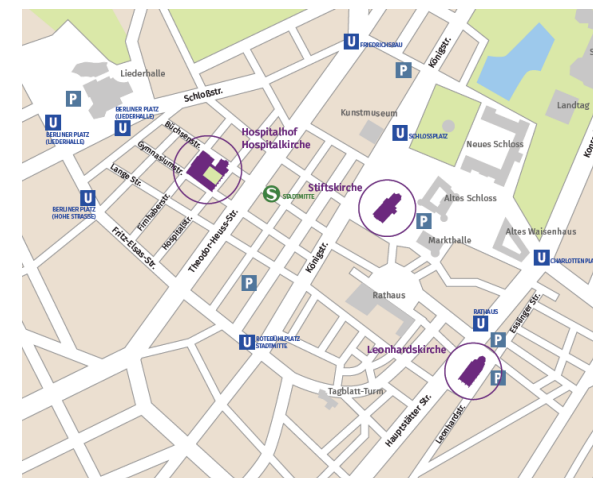 Königstr.
U FRIEDRICHSBAU
P
Liederhalle
P
Schloßstr.
Landtag
Kunstmuseum
BERLINER PLATZ
(LIEDERHALLE)
U
U
BERLINER PLATZ
(LIEDERHALLE)
Büchsenstr.
Hospitalhof
Hospitalkirche
U SCHLOSSPLATZ
Neuos Schloss
Gymnasiumstr.
Lange Str.
S STADTMITTE
Stiftskirche
Altes Schloss
U
BERLINER PLATZ
(HOHE STRASSE)
Firnhaberstr.
Hospitalstr.
Theodor-Heuss-Str.
Fritz-Elsas-Str.
P
Markthalle
Altes Waisenhaus
Königstr.
U CHARLOTTENPL
P
Rathaus
RATHAUS
U
Esslinger Str.
P
U ROTEBÜHLPLATZ
STADTMITTE
Leonhardskirche
P
Tagblatt-Turm
Hauptstätter Str.
Leonhardstr.